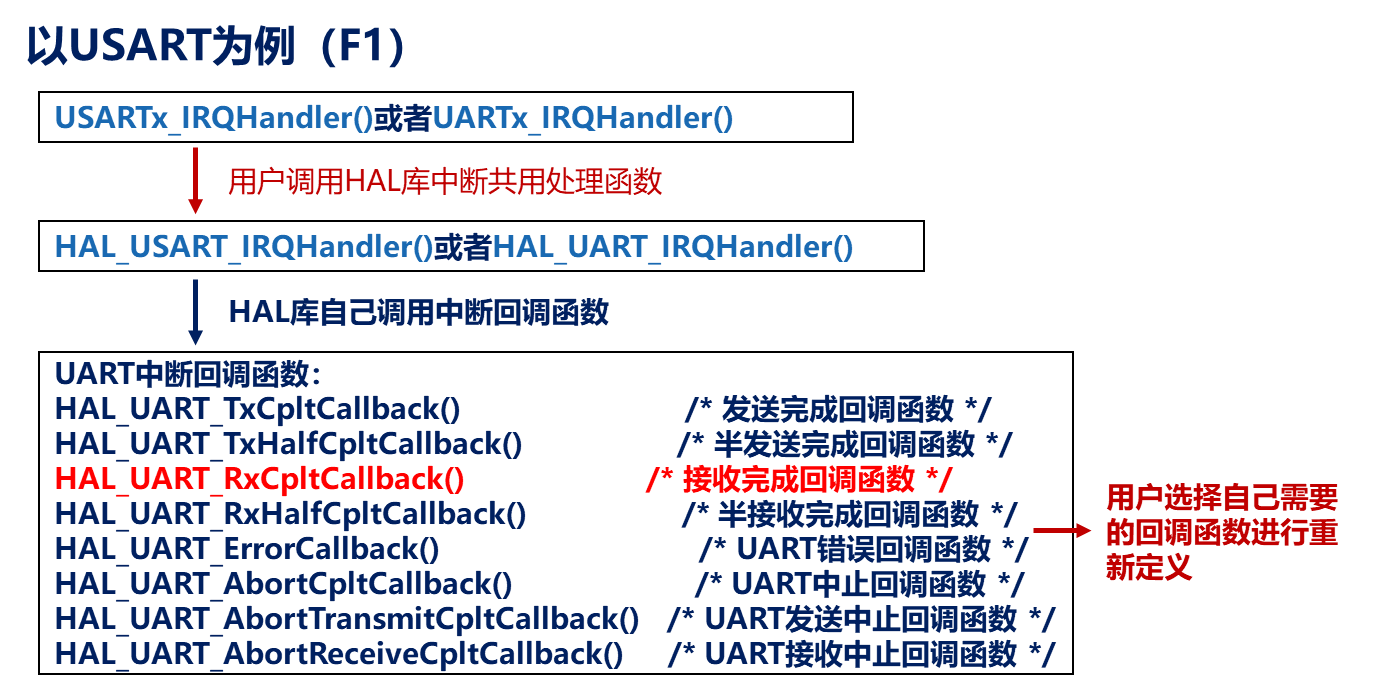 以USART为例（F1）
USARTx_IRQHandler()或者UARTx_IRQHandler()
用户调用HAL库中断共用处理函数
HAL_USART_IRQHandler()或者HAL_UART_IRQHandler()
HAL库自己调用中断回调函数
UART中断回调函数：
HAL_UART_TxCpltCallback() /* 发送完成回调函数 */
HAL_UART_TxHalfCpltCallback() /* 半发送完成回调函数 */
HAL_UART_RxCpltCallback() /* 接收完成回调函数 */
HAL_UART_RxHalfCpltCallback() /* 半接收完成回调函数 */
HAL_UART_ErrorCallback() /* UART错误回调函数 */
HAL_UART_AbortCpltCallback() /* UART中止回调函数 */
HAL_UART_AbortTransmitCpltCallback() /* UART发送中止回调函数 */
HAL_UART_AbortReceiveCpltCallback() /* UART接收中止回调函数 */
用户选择自己需要
的回调函数进行重
新定义